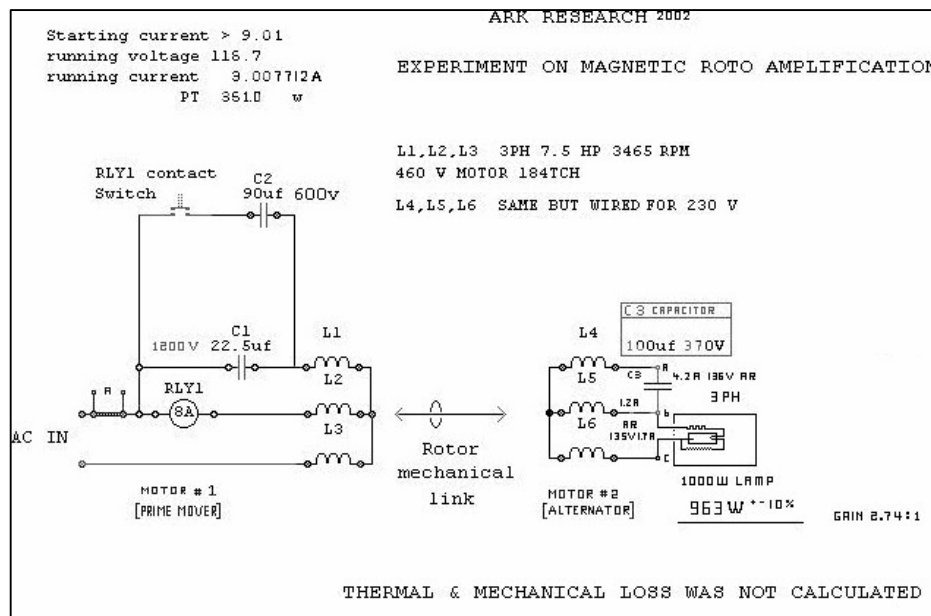 ARK RESEARCH 2002
Starting current > 9.01
running voltage 116.7
running current 3.007712A
PT 351.0 w
EXPERIMENT ON MAGNETIC ROTO AMPLIFICATION
L1,L2,L3 3PH 7.5 HP 3465 RPM
460 V MOTOR 184TCH
L4,L5,L6 SAME BUT WIRED FOR 230 V
RLY1 contact
Switch
C2
90uf 600v
C1
1200V 22.5uf
L1
L2
L3
A
RLY1
8A
AC IN
MOTOR # 1
[PRIME MOVER]
Rotor
mechanical
link
C3 CAPACITOR
100uf 370V
L4
L5
L6
A
C3
4.2A 136V AR
3 PH
1.2A
b
AR
135V1.7A
C
1000W LAMP
MOTOR #2
[ALTERNATOR]
963W +-10%
GAIN 2.74:1
THERMAL & MECHANICAL LOSS WAS NOT CALCULATED